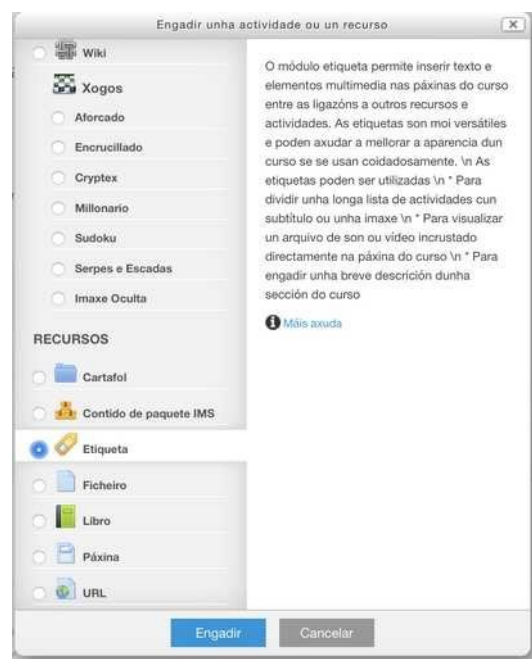 Engadir unha actividade ou un recurso
Wiki
Xogos
Aforcado
Encrucillado
Cryptex
Millonario
Sudoku
Serpes e Escadas
Imaxe Oculta
RECURSOS
Cartafol
Contido de paquete IMS
Etiqueta
Ficheiro
Libro
Páxina
URL
O módulo etiqueta permite inserir texto e
elementos multimedia nas páxinas do curso
entre as ligazóns a outros recursos e
actividades. As etiquetas son moi versátiles
e poden axudar a mellorar a aparencia dun
curso se se usan coidadosamente. \n As
etiquetas poden ser utilizadas \n * Para
dividir unha longa lista de actividades cun
subtítulo ou unha imaxe \n * Para visualizar
un arquivo de son ou vídeo incrustado
directamente na páxina do curso \n * Para
engadir unha breve descrición dunha
sección do curso
Máis axuda
Engadir
Cancelar